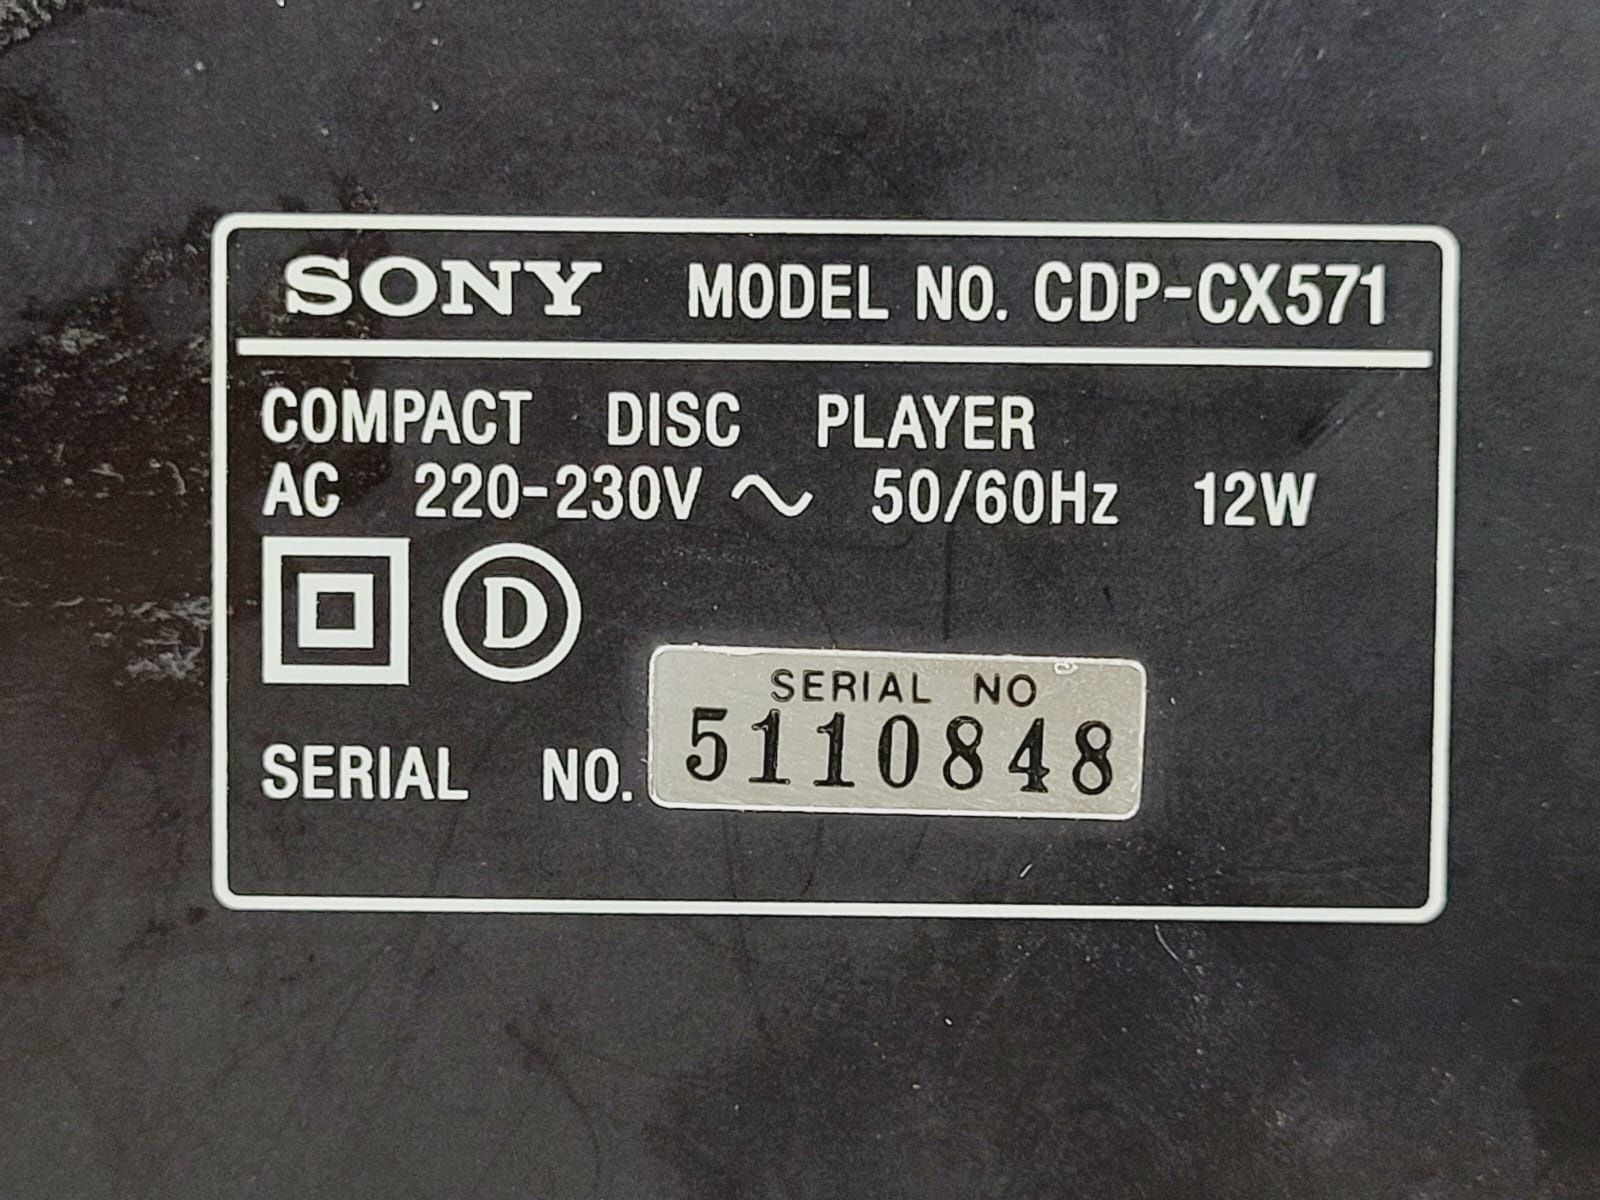 SONY MODEL NO. CDP-CX571
COMPACT DISC PLAYER
AC 220-230V ~ 50/60Hz 12W
D
SERIAL NO
SERIAL NO. 5110848